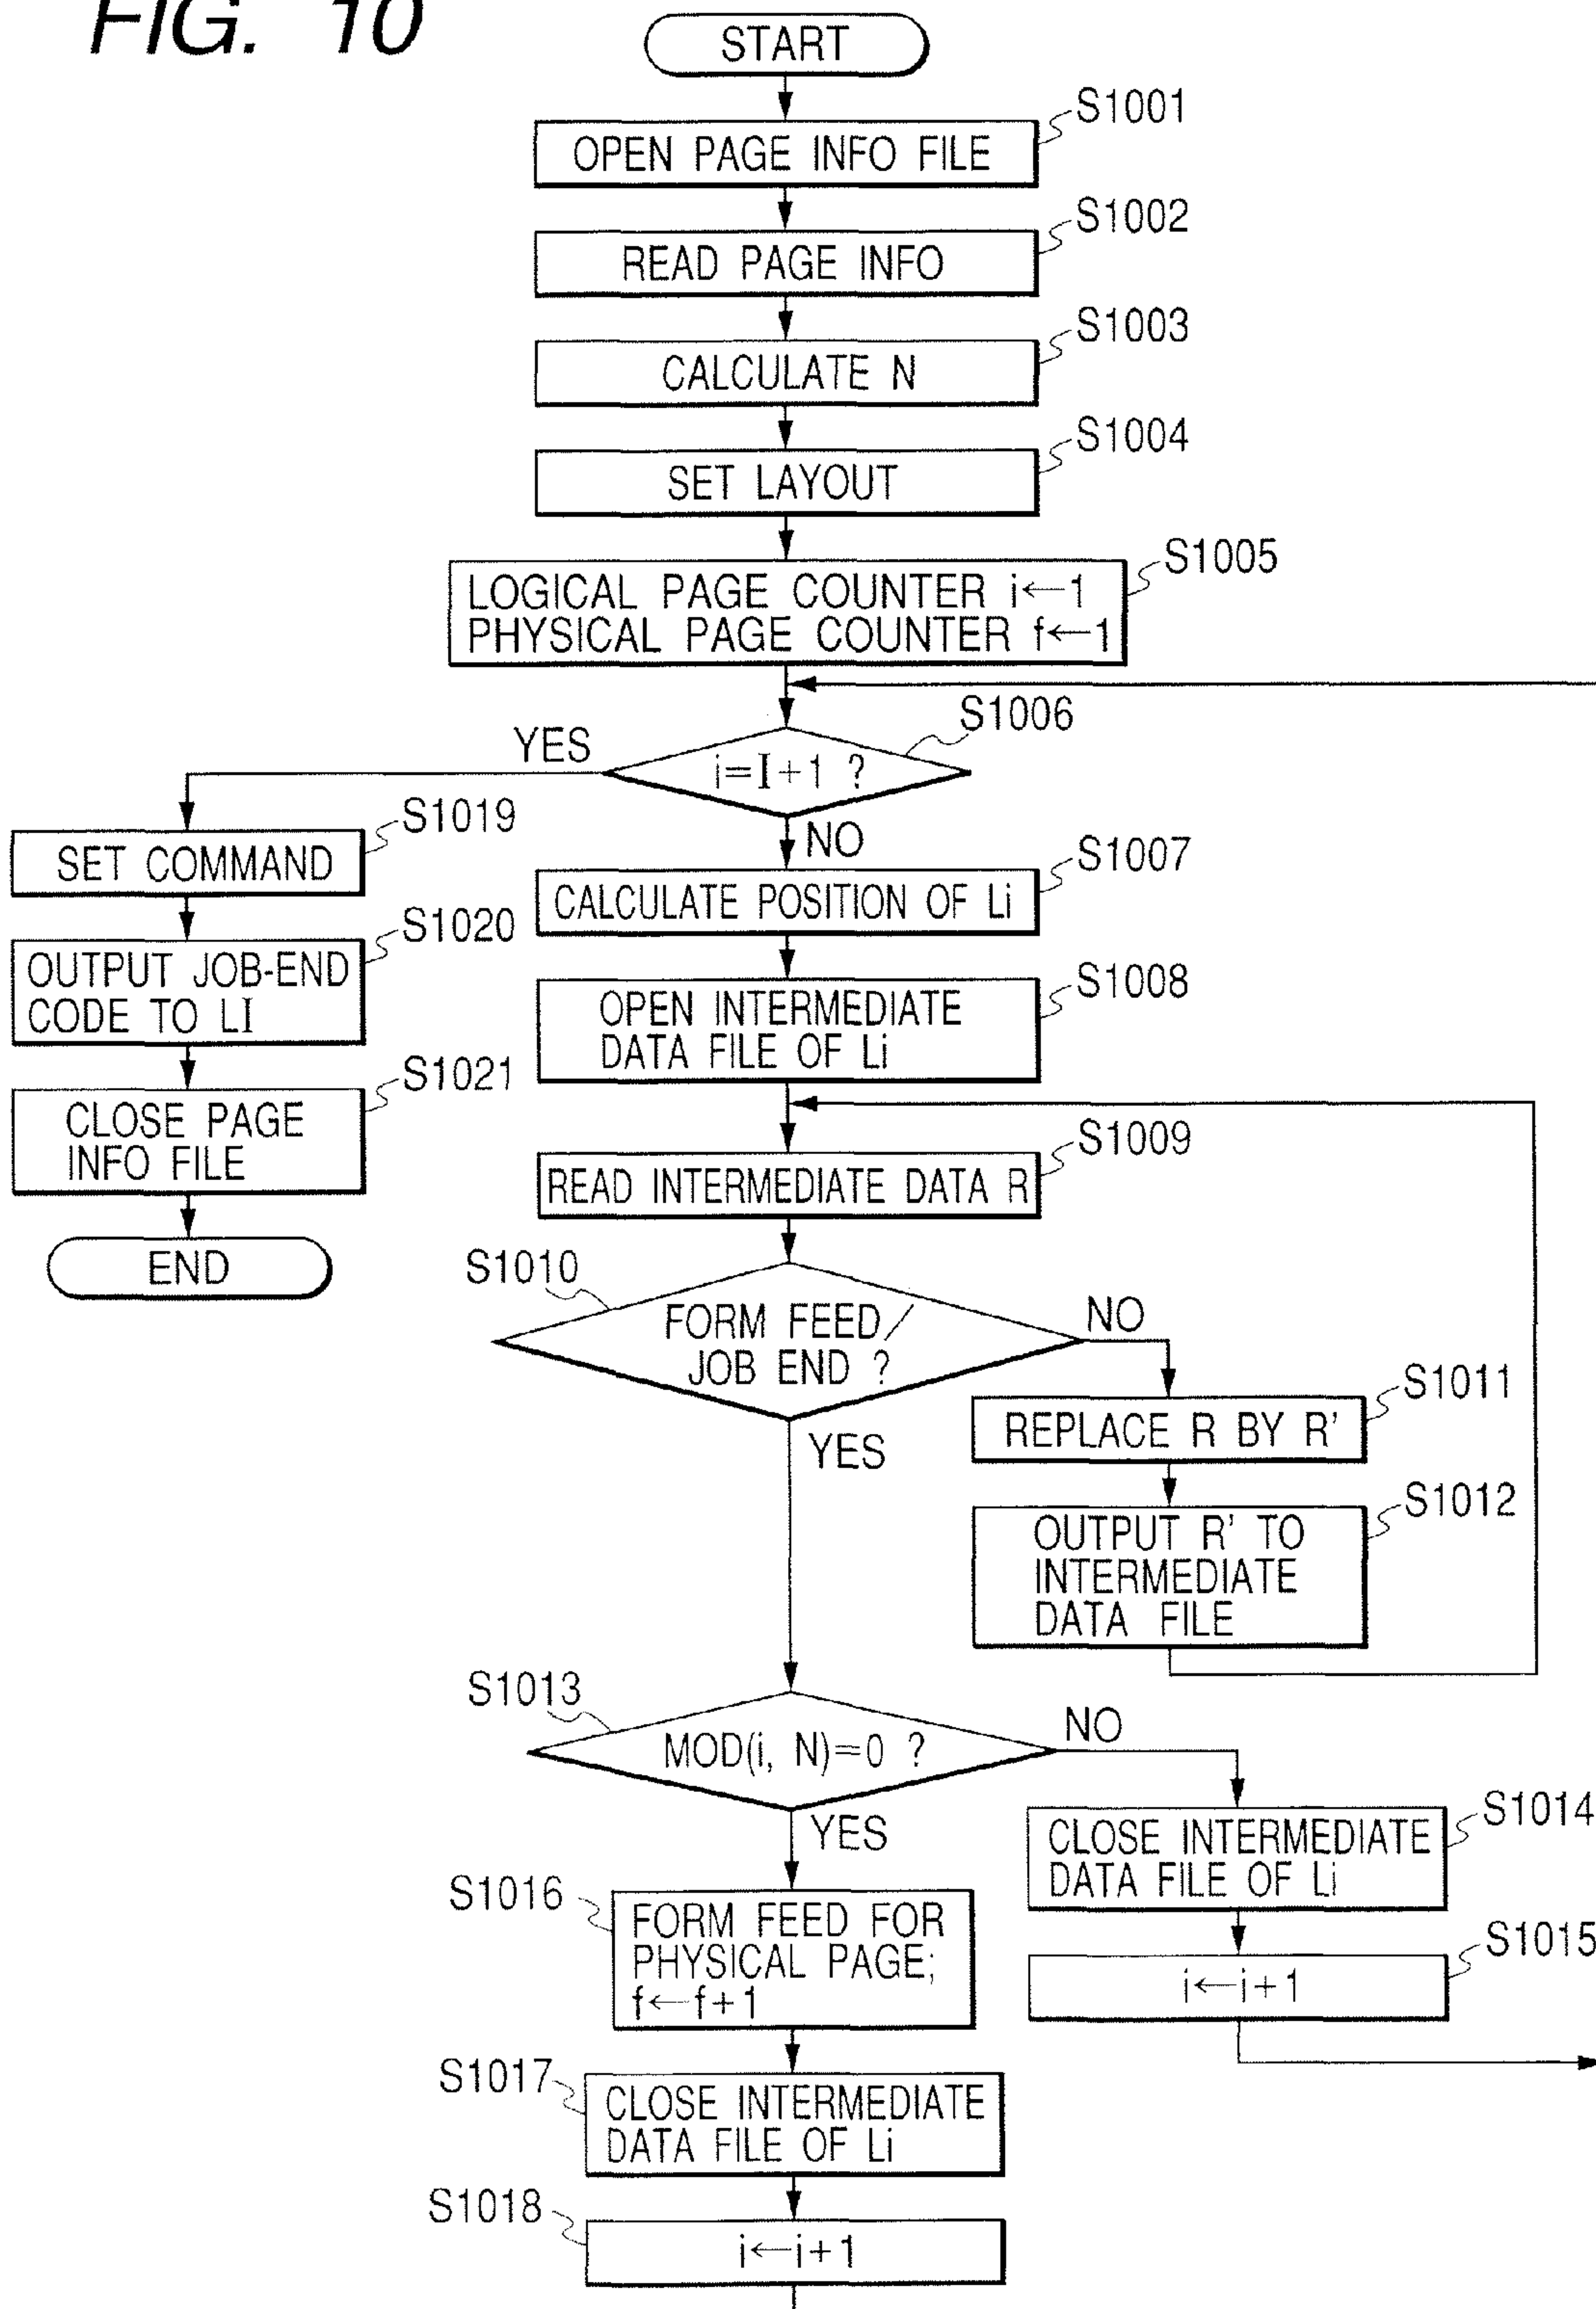 FIG. 10
START
S1001
OPEN PAGE INFO FILE
S1002
READ PAGE INFO
S1003
CALCULATE N
S1004
SET LAYOUT
S1005
LOGICAL PAGE COUNTER i←1
PHYSICAL PAGE COUNTER f←1
S1006
YES
i=I+1 ?
NO
S1019
SET COMMAND
S1020
OUTPUT JOB-END
CODE TO LI
S1021
CLOSE PAGE
INFO FILE
END
S1007
CALCULATE POSITION OF Li
S1008
OPEN INTERMEDIATE
DATA FILE OF Li
S1009
READ INTERMEDIATE DATA R
S1010
FORM FEED/
JOB END ?
NO
YES
S1011
REPLACE R BY R'
S1012
OUTPUT R' TO
INTERMEDIATE
DATA FILE
S1013
MOD(i, N)=0 ?
NO
YES
S1014
CLOSE INTERMEDIATE
DATA FILE OF Li
S1015
i←i+1
S1016
FORM FEED FOR
PHYSICAL PAGE;
f←f+1
S1017
CLOSE INTERMEDIATE
DATA FILE OF Li
S1018
i←i+1